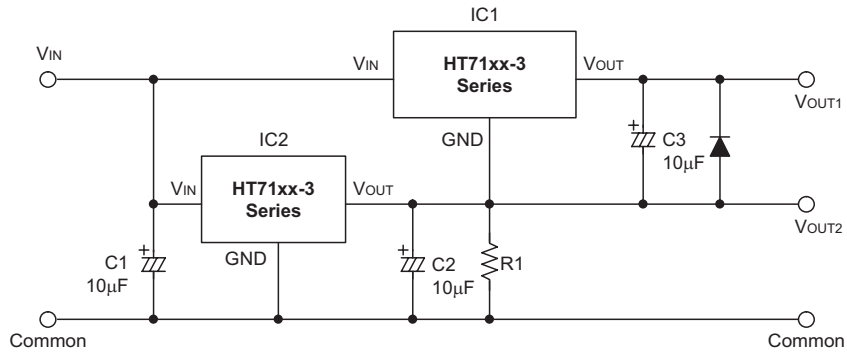 IC1
VIN
VIN
HT71xx-3
Series
VOUT
VOUT1
GND
C3
10μF
IC2
VIN
HT71xx-3
Series
VOUT
VOUT2
GND
C1
10μF
C2
10μF
R1
Common
Common
+
+
+